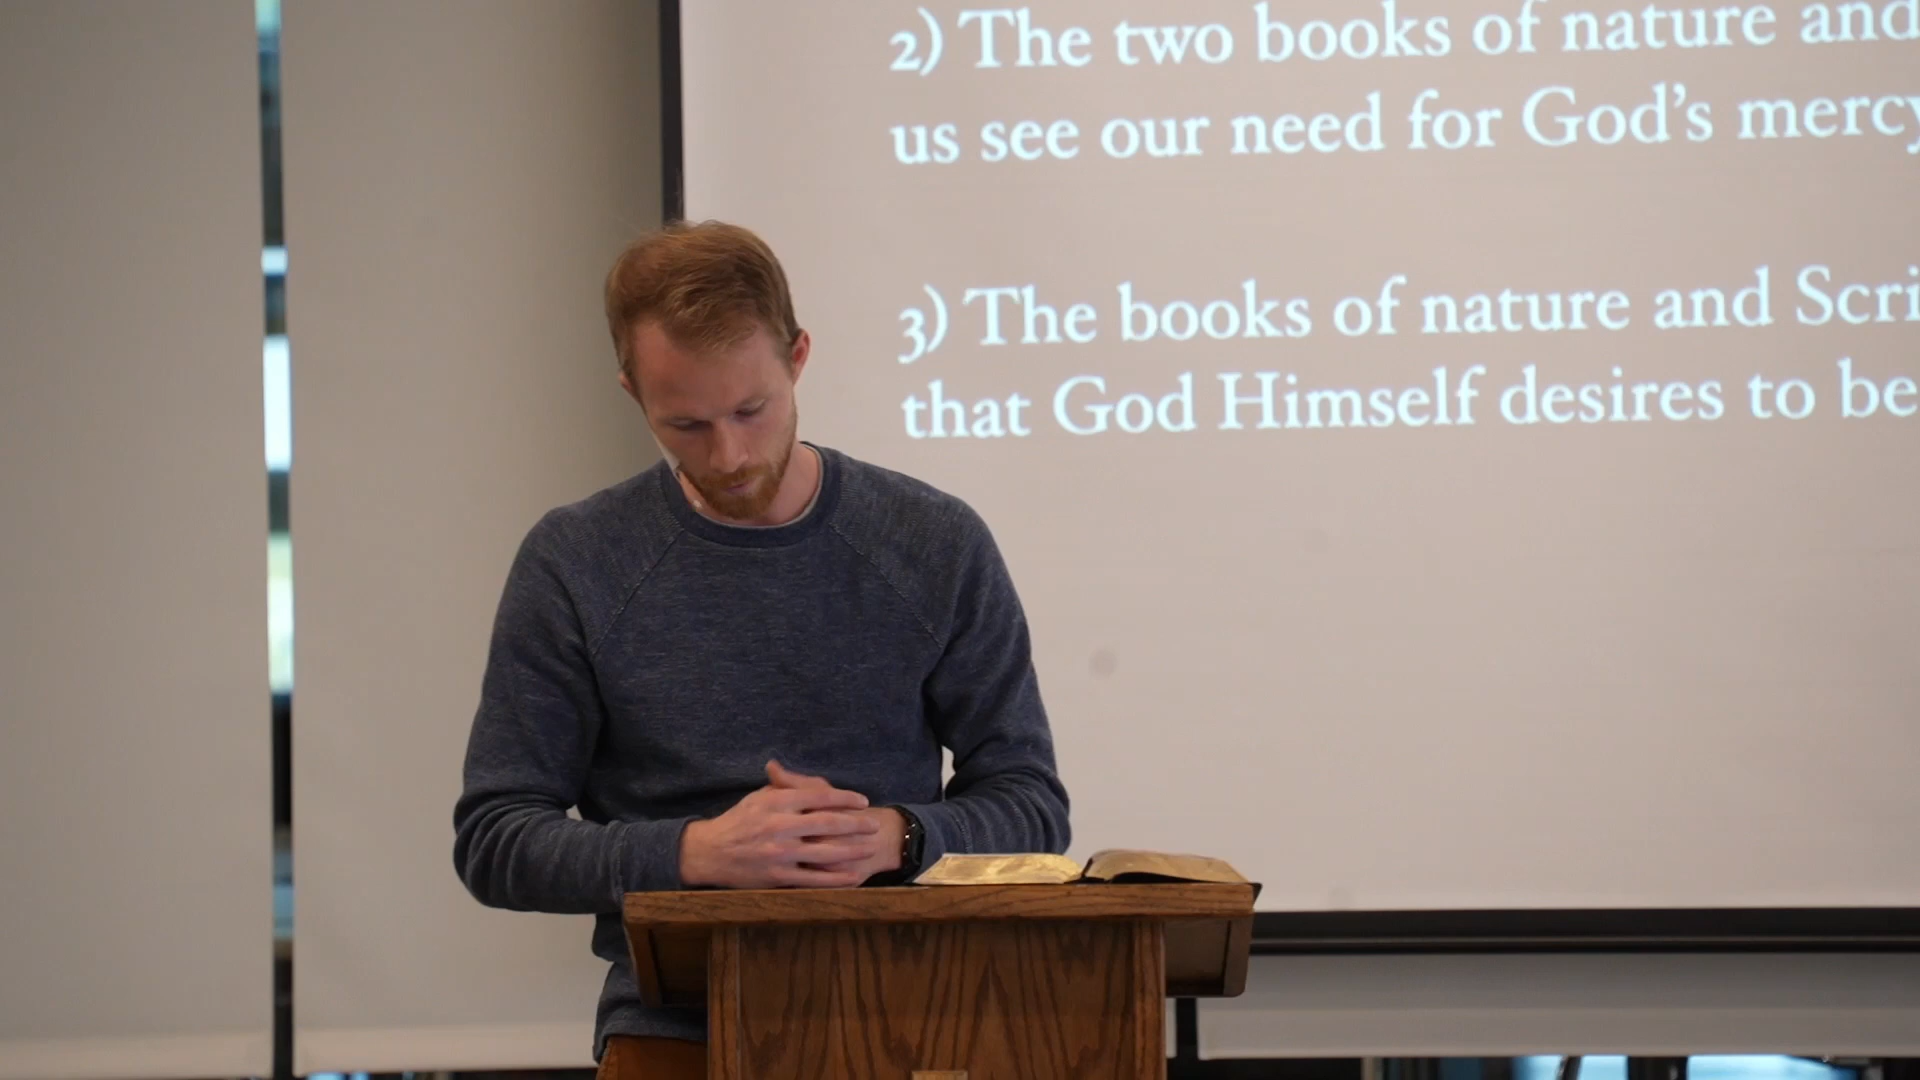 2) The two books of nature and
us see our need for God's mercy
3) The books of nature and Scri
that God Himself desires to be